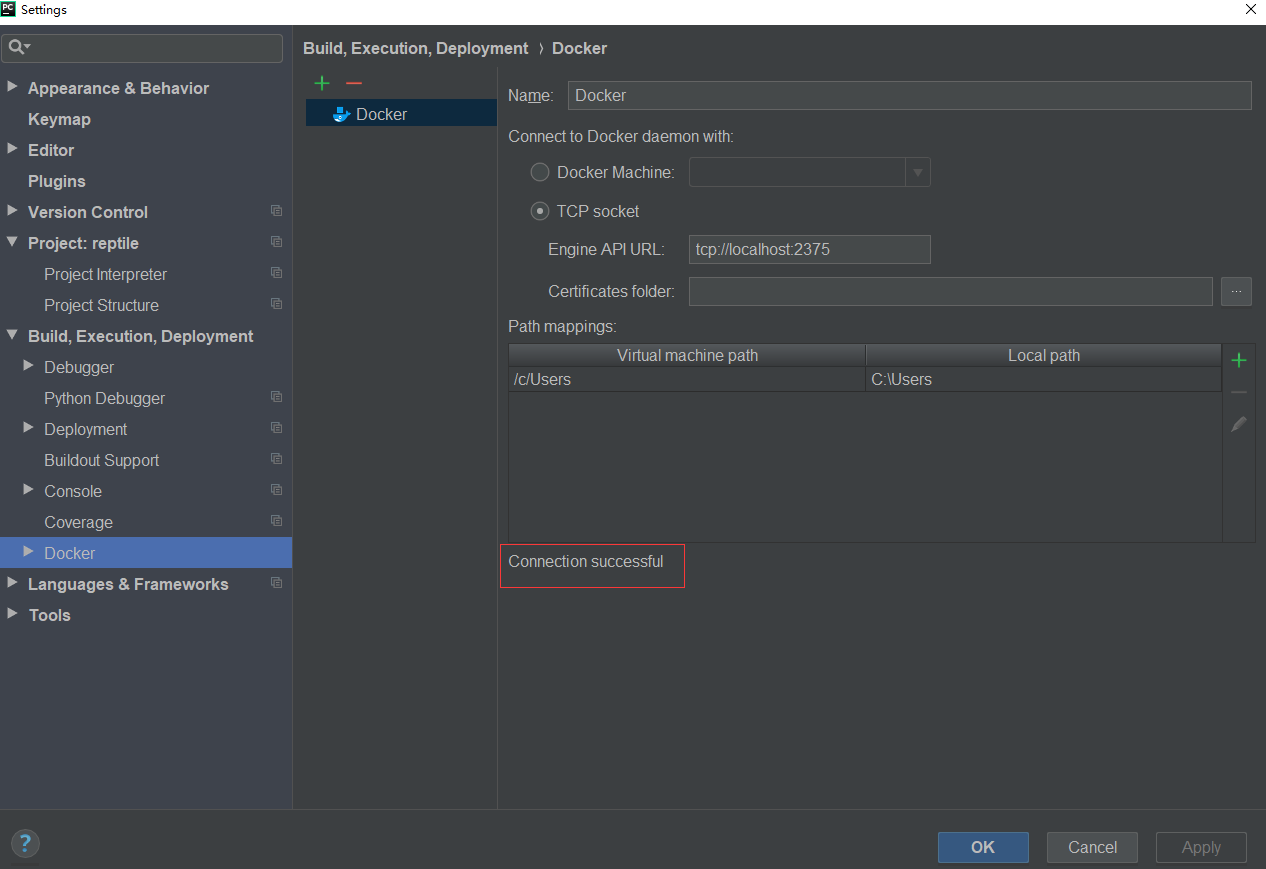 PC Settings
Build, Execution, Deployment › Docker
Appearance & Behavior
Keymap
Editor
Plugins
Version Control
Project: reptile
Project Interpreter
Project Structure
Build, Execution, Deployment
Debugger
Python Debugger
Deployment
Buildout Support
Console
Coverage
Docker
Languages & Frameworks
Tools
Docker
Name: Docker
Connect to Docker daemon with:
Docker Machine:
TCP socket
Engine API URL: tcp://localhost:2375
Certificates folder: ...
Path mappings:
Virtual machine path Local path
/c/Users C:\Users
Connection successful
? OK Cancel Apply